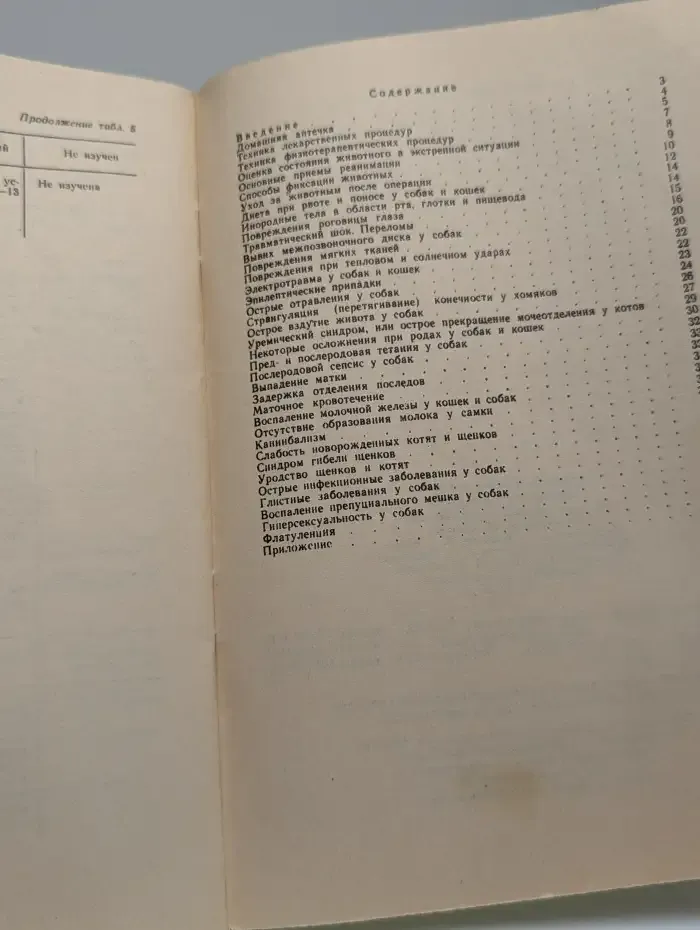 Продолжение табл. 8
й
Не изучен
ус-
—13
Не изучена
Содержание
Введение
Домашняя аптечка
Техника лекарственных процедур
Техника физиотерапевтических процедур
Оценка состояния животного в экстренной ситуации
Основные приемы реанимации
Способы фиксации животных
Уход за животным после операции
Диета при рвоте и поносе у собак и кошек
Инородные тела в области рта, глотки и пищевода
Повреждения роговицы глаза
Травматический шок. Переломы
Вывих межпозвоночного диска у собак
Повреждения мягких тканей
Повреждения при тепловом и солнечном ударах
Электротравма у собак и кошек
Эпилептические припадки
Острые отравления у собак
Странгуляция (перетягивание) конечности у хомяков
Острое вздутие живота у собак
Уремический синдром, или острое прекращение мочеотделения у котов
Некоторые осложнения при родах у собак и кошек
Пред- и послеродовая тетания у собак
Послеродовой сепсис у собак
Выпадение матки
Задержка отделения последов
Маточное кровотечение
Воспаление молочной железы у кошек и собак
Отсутствие образования молока у самки
Канинбализм
Слабость новорожденных котят и щенков
Синдром гибели щенков
Уродство щенков и котят
Острые инфекционные заболевания у собак
Глистные заболевания у собак
Воспаление препуциального мешка у собак
Гиперсексуальность у собак
Флатуленция
Приложение
3
4
5
7
8
9
10
12
14
14
15
16
20
20
22
22
23
24
26
27
29
30